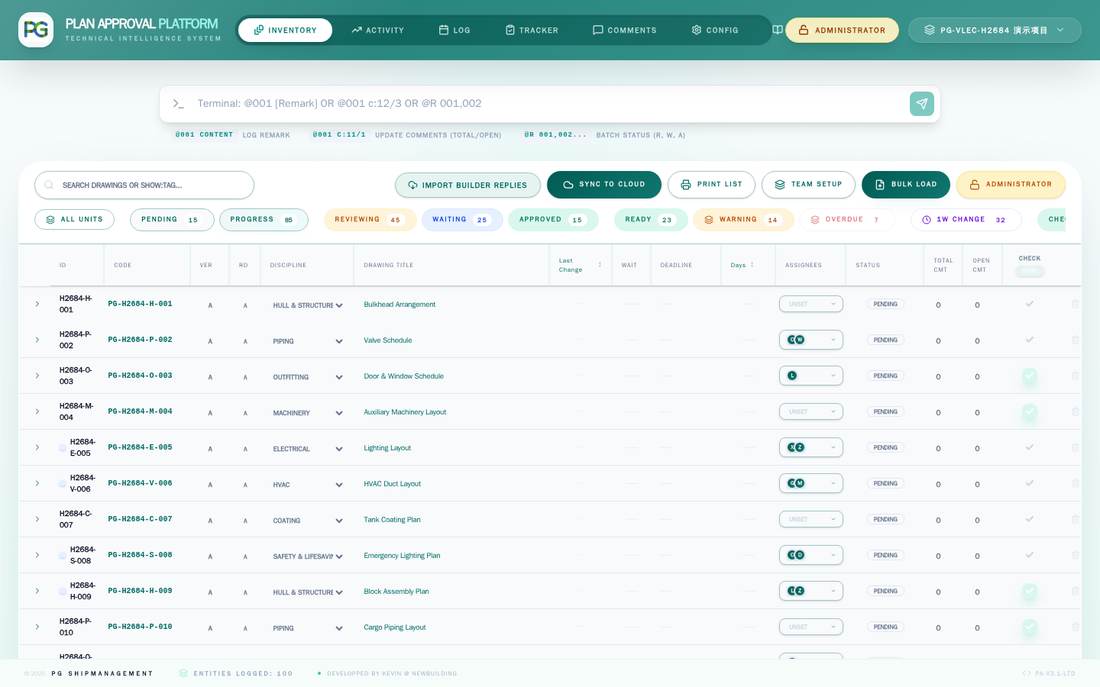 PG
PLAN APPROVAL PLATFORM
TECHNICAL INTELLIGENCE SYSTEM
INVENTORY
ACTIVITY
LOG
TRACKER
COMMENTS
CONFIG
ADMINISTRATOR
PG-VLEC-H2684 演示项目
Terminal: @001 [Remark] OR @001 c:12/3 OR @R 001,002
@001 CONTENT LOG REMARK @001 C:11/1 UPDATE COMMENTS (TOTAL/OPEN) @R 001,002... BATCH STATUS (R, W, A)
SEARCH DRAWINGS OR SHOW:TAG...
IMPORT BUILDER REPLIES
SYNC TO CLOUD
PRINT LIST
TEAM SETUP
BULK LOAD
ADMINISTRATOR
ALL UNITS
PENDING 15
PROGRESS 85
REVIEWING 45
WAITING 25
APPROVED 15
READY 23
WARNING 14
OVERDUE 7
1W CHANGE 32
CHE
ID CODE VER RD DISCIPLINE DRAWING TITLE Last Change WAIT DEADLINE Days ASSIGNEES STATUS TOTAL CMT OPEN CMT CHECK
H2684-H-001 PG-H2684-H-001 A A HULL & STRUCTURE Bulkhead Arrangement UNSET PENDING 0 0
H2684-P-002 PG-H2684-P-002 A A PIPING Valve Schedule PENDING 0 0
H2684-O-003 PG-H2684-O-003 A A OUTFITTING Door & Window Schedule L PENDING 0 0
H2684-M-004 PG-H2684-M-004 A A MACHINERY Auxiliary Machinery Layout UNSET PENDING 0 0
H2684-E-005 PG-H2684-E-005 A A ELECTRICAL Lighting Layout Z PENDING 0 0
H2684-V-006 PG-H2684-V-006 A A HVAC HVAC Duct Layout M PENDING 0 0
H2684-C-007 PG-H2684-C-007 A A COATING Tank Coating Plan UNSET PENDING 0 0
H2684-S-008 PG-H2684-S-008 A A SAFETY & LIFESAVIN Emergency Lighting Plan PENDING 0 0
H2684-H-009 PG-H2684-H-009 A A HULL & STRUCTURE Block Assembly Plan Z PENDING 0 0
H2684-P-010 PG-H2684-P-010 A A PIPING Cargo Piping Layout UNSET PENDING 0 0
PG SHIPMANAGEMENT
ENTITIES LOGGED: 100
DEVELOPPED BY KEVIN @ NEWBUILDING